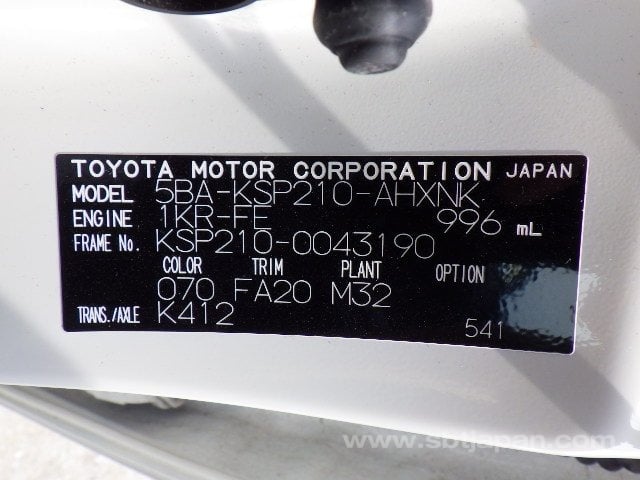 TOYOTA MOTOR CORPORATION JAPAN
MODEL 5BA-KSP210-AHXNK
ENGINE 1KR-FE 996 mL
FRAME No. KSP210-0043190
COLOR TRIM PLANT OPTION
070 FA20 M32
TRANS./AXLE K412
541
www.sbtjapan.com